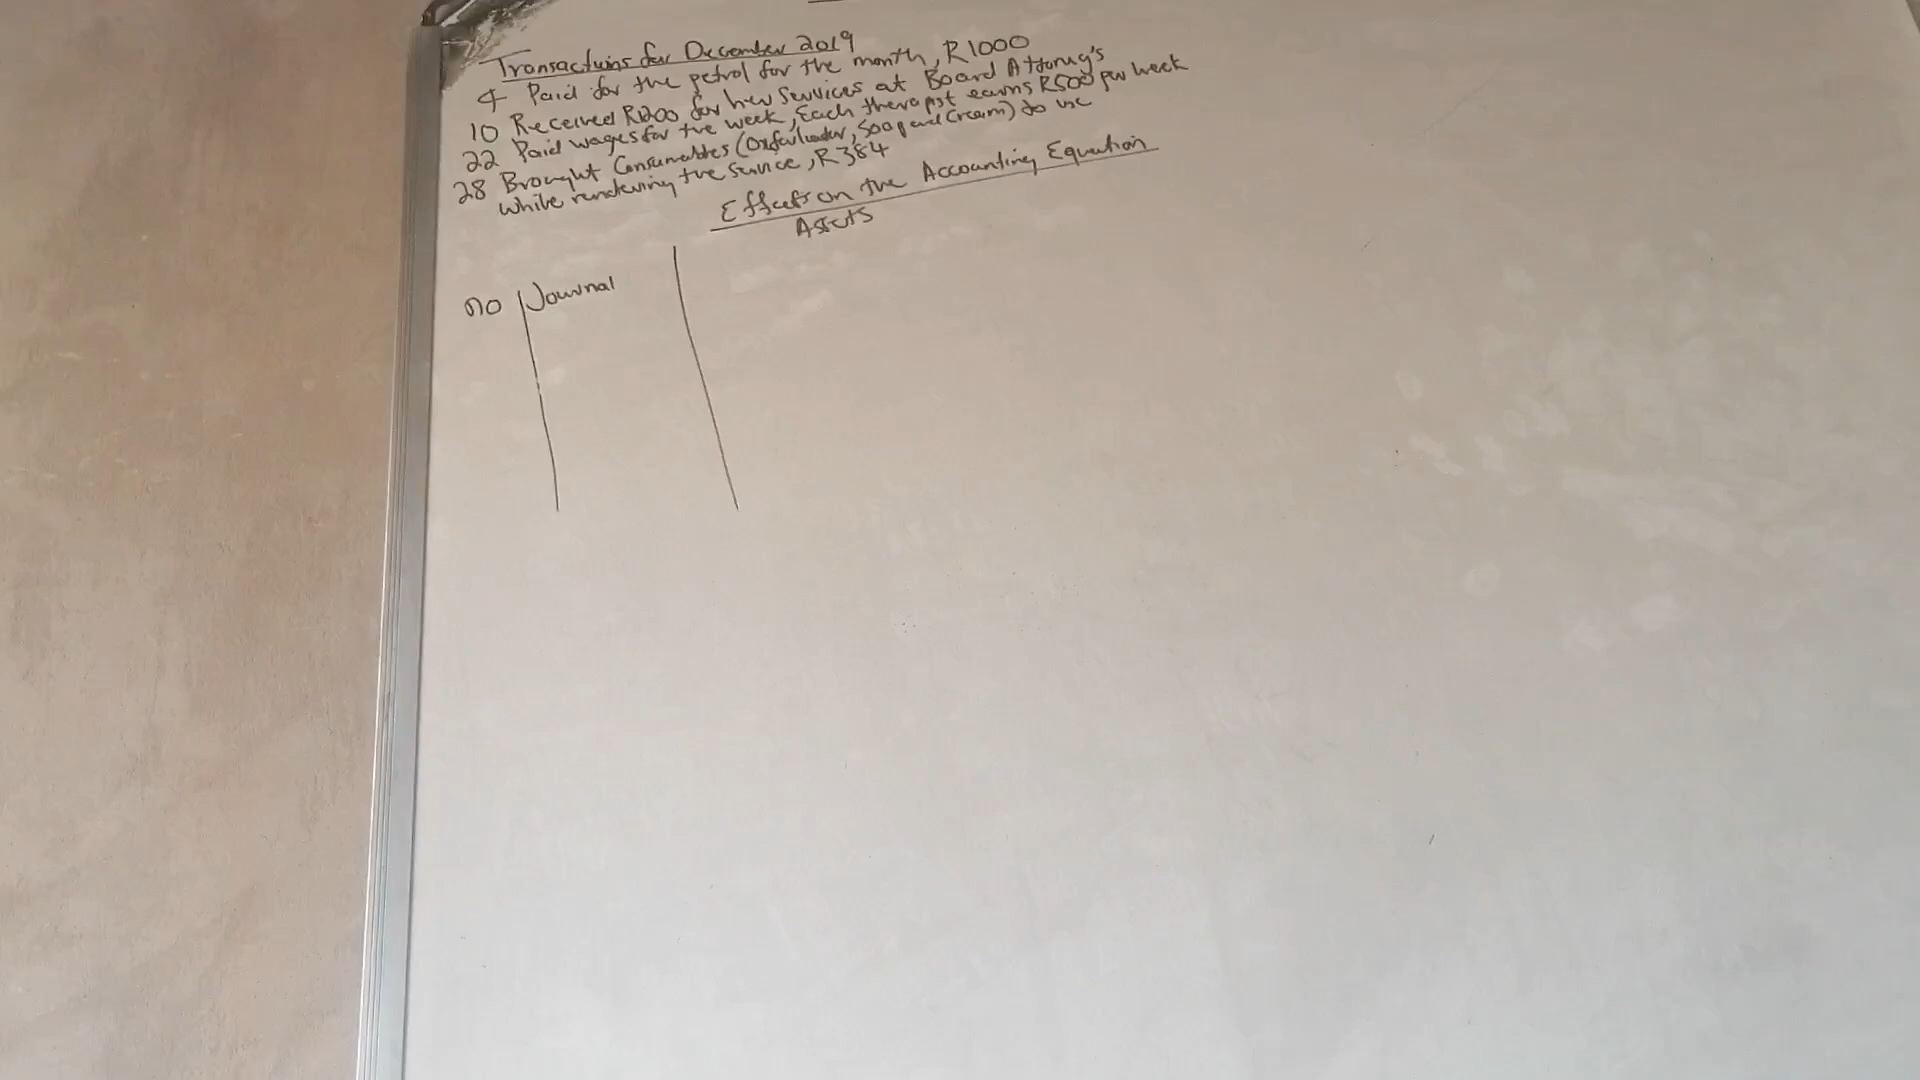 Transactions for December 2019
4 Paid for the petrol for the month, R1000
10 Received R1200 for her services at Board Attorney's
22 Paid wages for the week, Each therapist earns R500 per week
28 Brought Consumables ( Soap and Cream) to use
while rendering the service, R384
Effects on the Accounting Equation
Assets
no Journal